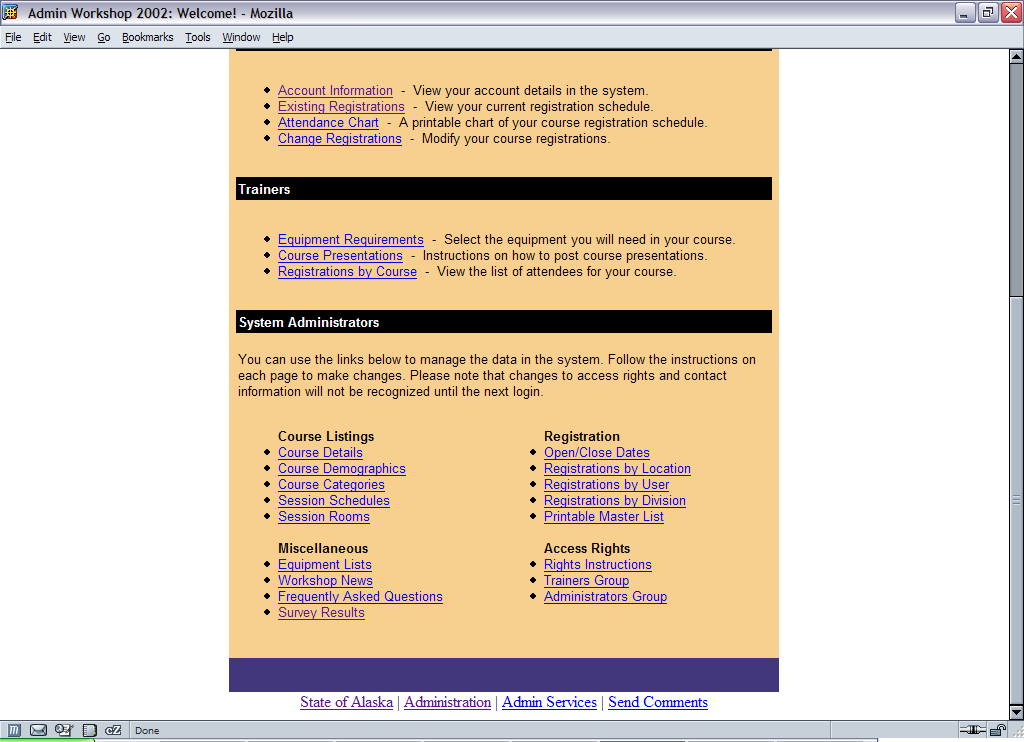 Admin Workshop 2002: Welcome! - Mozilla
File Edit View Go Bookmarks Tools Window Help
Account Information - View your account details in the system.
Existing Registrations - View your current registration schedule.
Attendance Chart - A printable chart of your course registration schedule.
Change Registrations - Modify your course registrations.
Trainers
Equipment Requirements - Select the equipment you will need in your course.
Course Presentations - Instructions on how to post course presentations.
Registrations by Course - View the list of attendees for your course.
System Administrators
You can use the links below to manage the data in the system. Follow the instructions on
each page to make changes. Please note that changes to access rights and contact
information will not be recognized until the next login.
Course Listings
Course Details
Course Demographics
Course Categories
Session Schedules
Session Rooms
Registration
Open/Close Dates
Registrations by Location
Registrations by User
Registrations by Division
Printable Master List
Miscellaneous
Equipment Lists
Workshop News
Frequently Asked Questions
Survey Results
Access Rights
Rights Instructions
Trainers Group
Administrators Group
State of Alaska | Administration | Admin Services | Send Comments
cZ Done